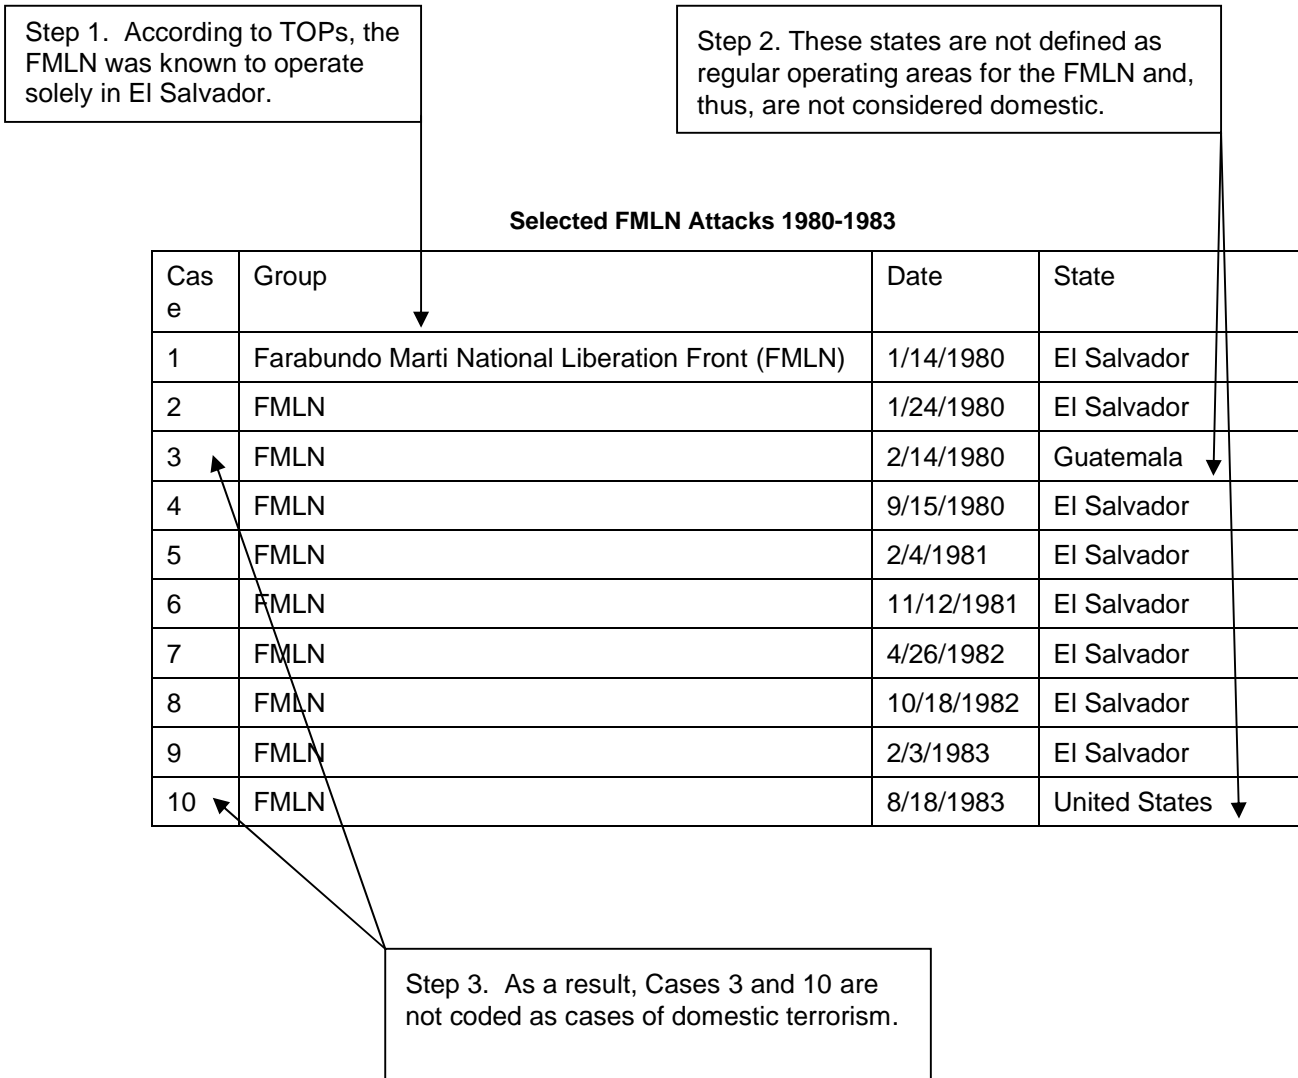 Step 1.  According to TOPs, the
FMLN was known to operate
solely in El Salvador.
Step 2. These states are not defined as
regular operating areas for the FMLN and,
thus, are not considered domestic.
Selected FMLN Attacks 1980-1983
Cas
e Group Date State
1 Farabundo Marti National Liberation Front (FMLN) 1/14/1980 El Salvador
2 FMLN 1/24/1980 El Salvador
3 FMLN 2/14/1980 Guatemala
4 FMLN 9/15/1980 El Salvador
5 FMLN 2/4/1981 El Salvador
6 FMLN 11/12/1981 El Salvador
7 FMLN 4/26/1982 El Salvador
8 FMLN 10/18/1982 El Salvador
9 FMLN 2/3/1983 El Salvador
10 FMLN 8/18/1983 United States
Step 3.  As a result, Cases 3 and 10 are
not coded as cases of domestic terrorism.